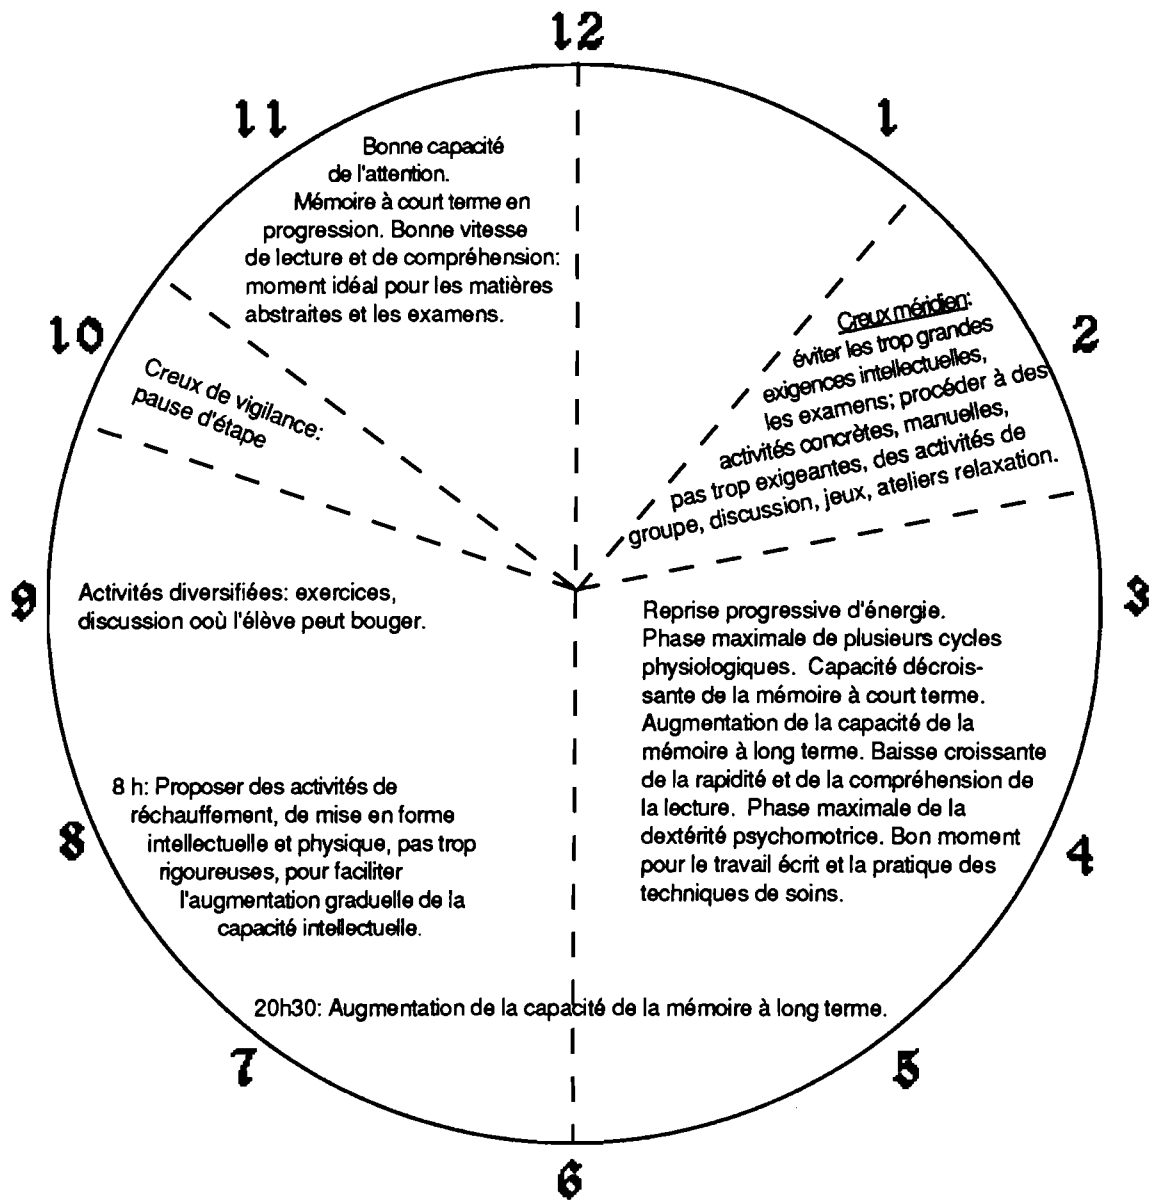 12
11
1
Bonne capacité
de l'attention.
Mémoire à court terme en
progression. Bonne vitesse
de lecture et de compréhension:
moment idéal pour les matières
abstraites et les examens.
10
2
Creux méridien:
éviter les trop grandes
exigences intellectuelles,
les examens; procéder à des
activités concrètes, manuelles,
pas trop exigeantes, des activités de
groupe, discussion, jeux, ateliers relaxation.
Creux de vigilance:
pause d'étape
9
3
Activités diversifiées: exercices,
discussion ooù l'élève peut bouger.
Reprise progressive d'énergie.
Phase maximale de plusieurs cycles
physiologiques. Capacité décrois-
sante de la mémoire à court terme.
Augmentation de la capacité de la
mémoire à long terme. Baisse croissante
de la rapidité et de la compréhension de
la lecture. Phase maximale de la
dextérité psychomotrice. Bon moment
pour le travail écrit et la pratique des
techniques de soins.
8 h: Proposer des activités de
réchauffement, de mise en forme
intellectuelle et physique, pas trop
rigoureuses, pour faciliter
l'augmentation graduelle de la
capacité intellectuelle.
8
4
20h30: Augmentation de la capacité de la mémoire à long terme.
7
5
6